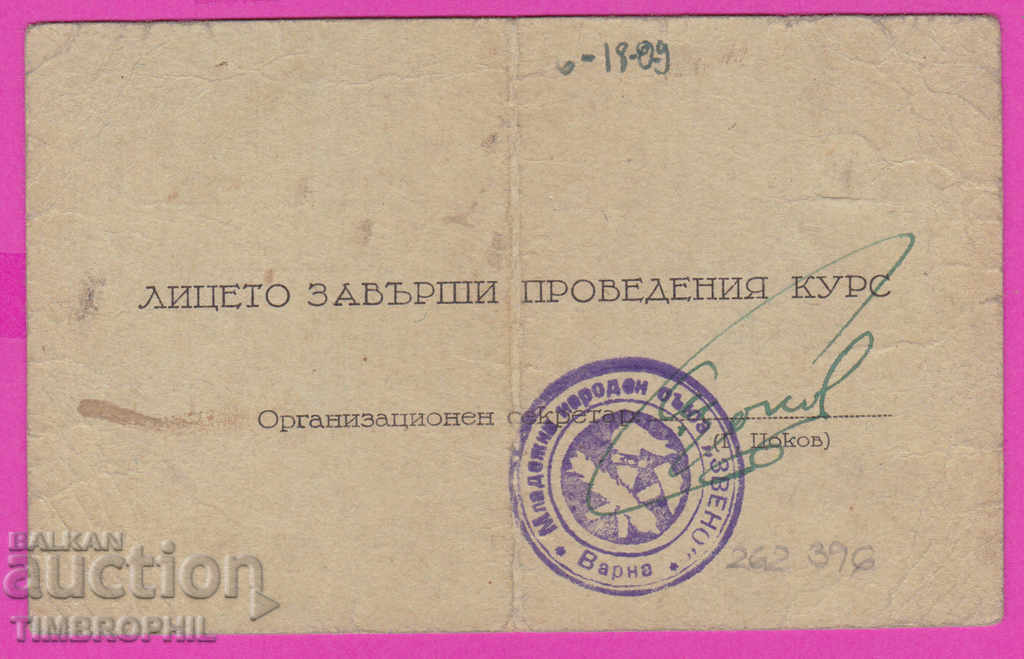 -18-09
ЛИЦЕТО ЗАВЪРШИ ПРОВЕДЕНИЯ КУРС
Организационен секретар
(Г. Цоков)
Младежки народен съюз „ЗВЕНО“
* Варна *
262 396
BALKAN
auction
TIMBROPHIL